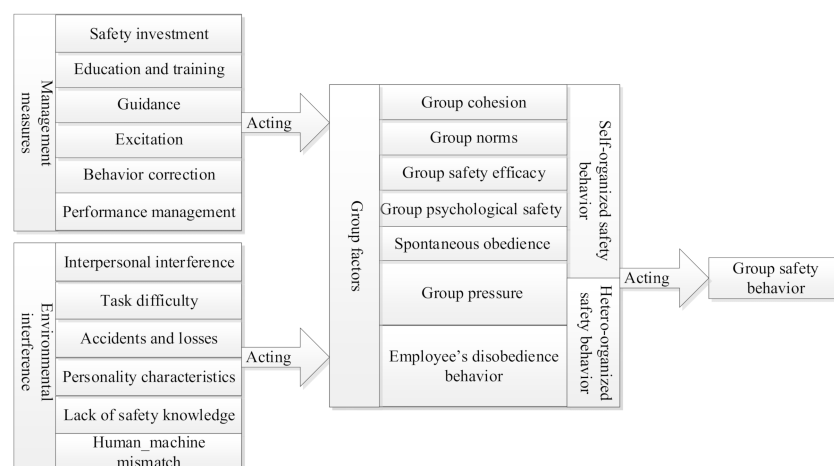 Management
measures
Safety investment
Education and training
Guidance
Excitation
Behavior correction
Performance management
Acting
Environmental
interference
Interpersonal interference
Task difficulty
Accidents and losses
Personality characteristics
Lack of safety knowledge
Human_machine
mismatch
Acting
Group factors
Group cohesion
Group norms
Group safety efficacy
Group psychological safety
Spontaneous obedience
Group pressure
Employee's disobedience
behavior
Self-organized safety
behavior
Hetero-organized
safety behavior
Acting
Group safety
behavior